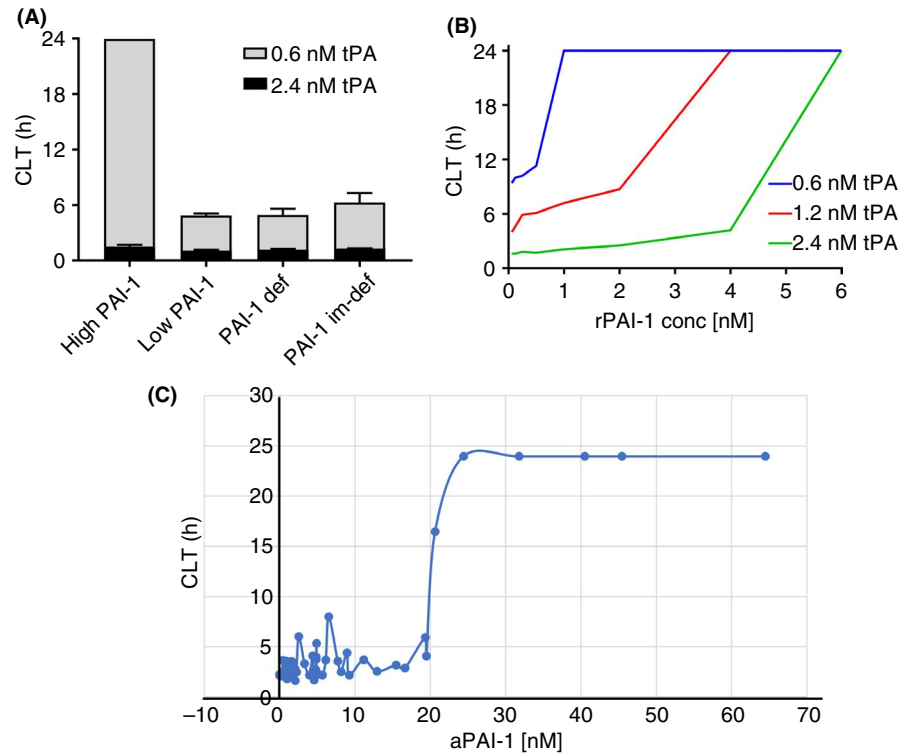 (A)
24
18
12
6
0
CLT (h)
0.6 nM tPA
2.4 nM tPA
High PAI-1
Low PAI-1
PAI-1 def
PAI-1 im-def
(B)
24
18
12
6
0
CLT (h)
0.6 nM tPA
1.2 nM tPA
2.4 nM tPA
0 1 2 3 4 5 6
rPAI-1 conc [nM]
(C)
30
25
20
15
10
5
0
CLT (h)
–10 0 10 20 30 40 50 60 70
aPAI-1 [nM]